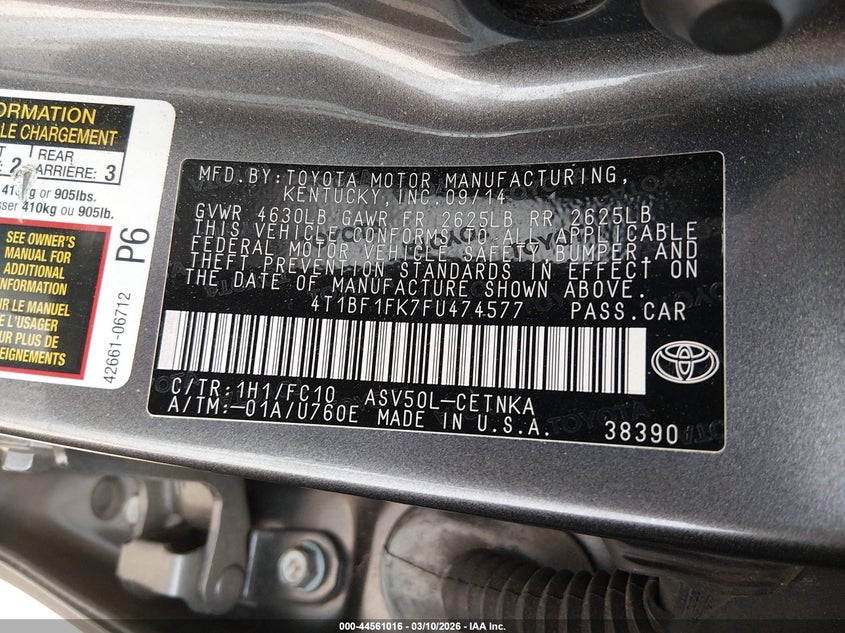 ORMATION
LE CHARGEMENT
REAR
: 2
ARRIÈRE: 3
or 905lbs.
sser 410kg ou 905lb.
SEE OWNER'S
MANUAL FOR
ADDITIONAL
INFORMATION
LE MANUEL
L'USAGER
PLUS DE
EIGNEMENTS
P6
42661-06712
MFD.BY:TOYOTA MOTOR MANUFACTURING,
KENTUCKY, INC. 09/14
GVWR 4630LB GAWR FR 2625LB RR 2625LB
THIS VEHICLE CONFORMS TO ALL APPLICABLE
FEDERAL MOTOR VEHICLE SAFETY, BUMPER,AND
THEFT PREVENTION STANDARDS IN EFFECT ON
THE DATE OF MANUFACTURE SHOWN ABOVE.
4T1BF1FK7FU474577 PASS.CAR
C/TR:1H1/FC10 ASV50L-CETNKA
A/TM:-01A/U760E MADE IN U.S.A. 38390
000-44561016 - 03/10/2026 - IAA Inc.